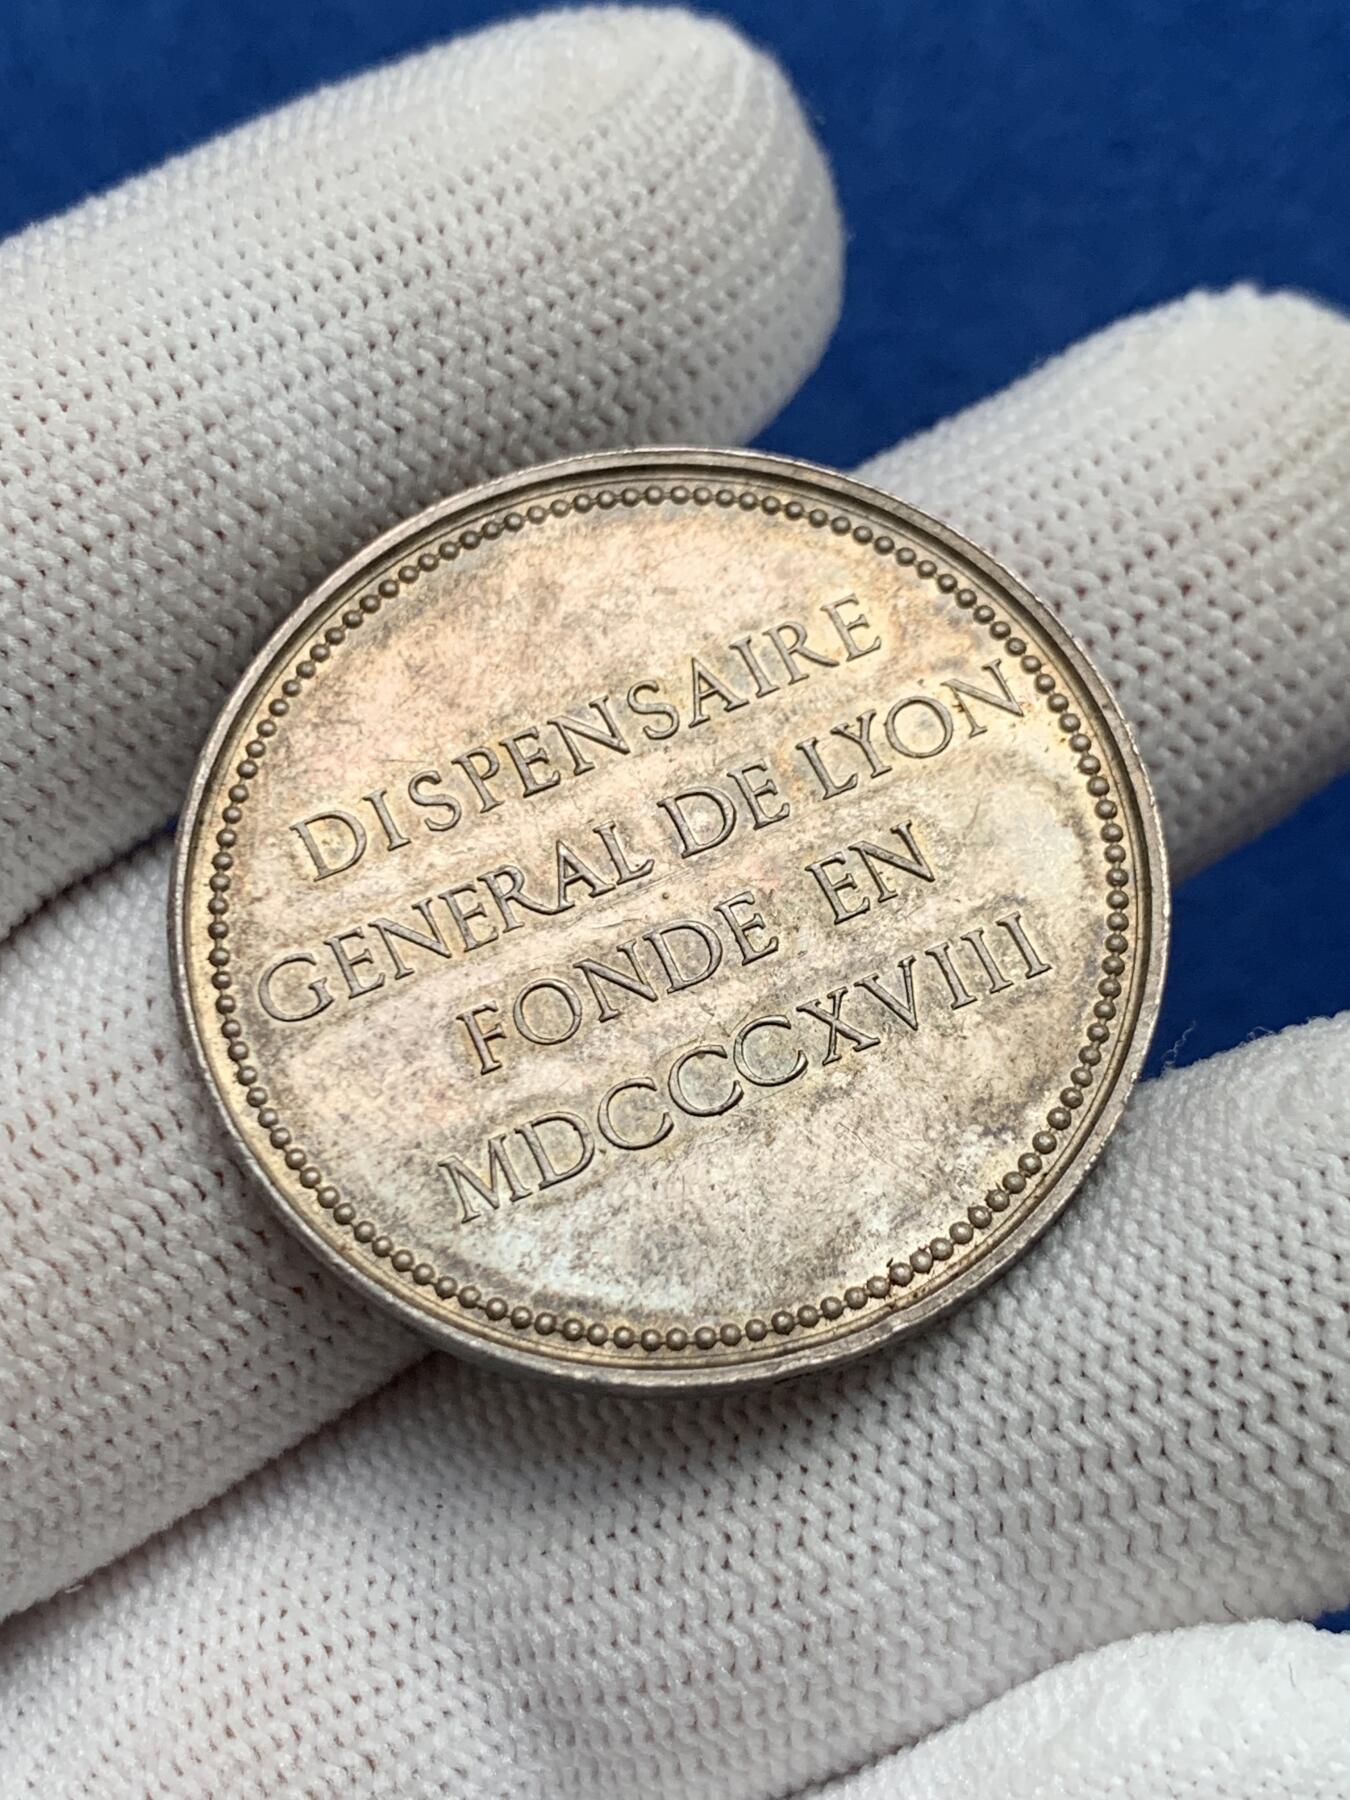 DISPENSAIRE
GENERAL DE LYON
FONDE EN
MDCCCXVIII